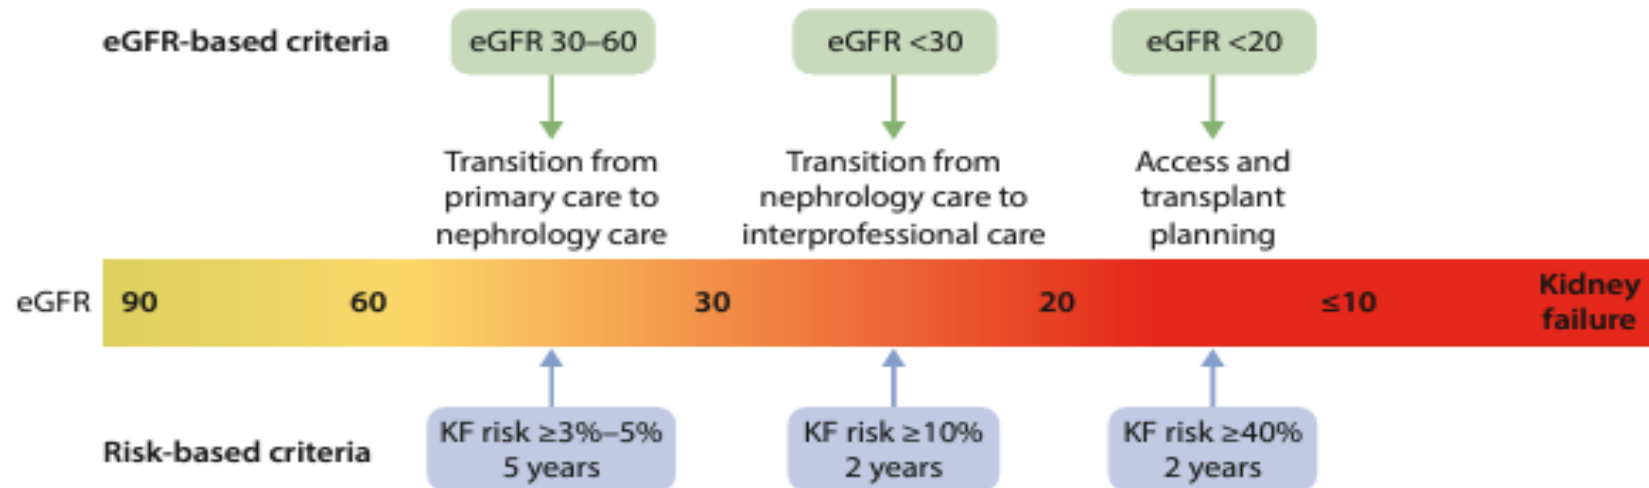 eGFR-based criteria
eGFR 30–60
eGFR <30
eGFR <20
Transition from
primary care to
nephrology care
Transition from
nephrology care to
interprofessional care
Access and
transplant
planning
eGFR
90
60
30
20
≤10
Kidney
failure
Risk-based criteria
KF risk ≥3%–5%
5 years
KF risk ≥10%
2 years
KF risk ≥40%
2 years